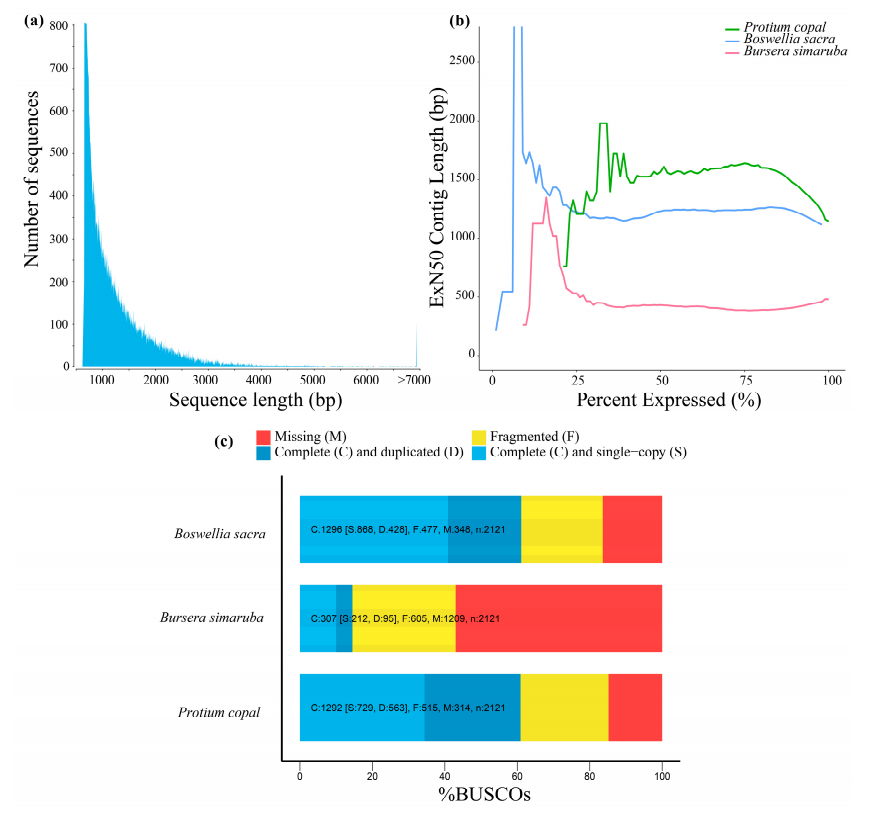 (a)
800
700
600
500
400
300
200
100
0
Number of sequences
1000
2000
3000
4000
5000
6000
>7000
Sequence length (bp)
(b)
Protium copal
Boswellia sacra
Bursera simaruba
2500
2000
1500
1000
500
0
ExN50 Contig Length (bp)
0
25
50
75
100
Percent Expressed (%)
(c)
Missing (M)
Fragmented (F)
Complete (C) and duplicated (D)
Complete (C) and single−copy (S)
Boswellia sacra
C:1296 [S:868, D:428], F:477, M:348, n:2121
Bursera simaruba
C:307 [S:212, D:95], F:605, M:1209, n:2121
Protium copal
C:1292 [S:729, D:563], F:515, M:314, n:2121
0
20
40
60
80
100
%BUSCOs